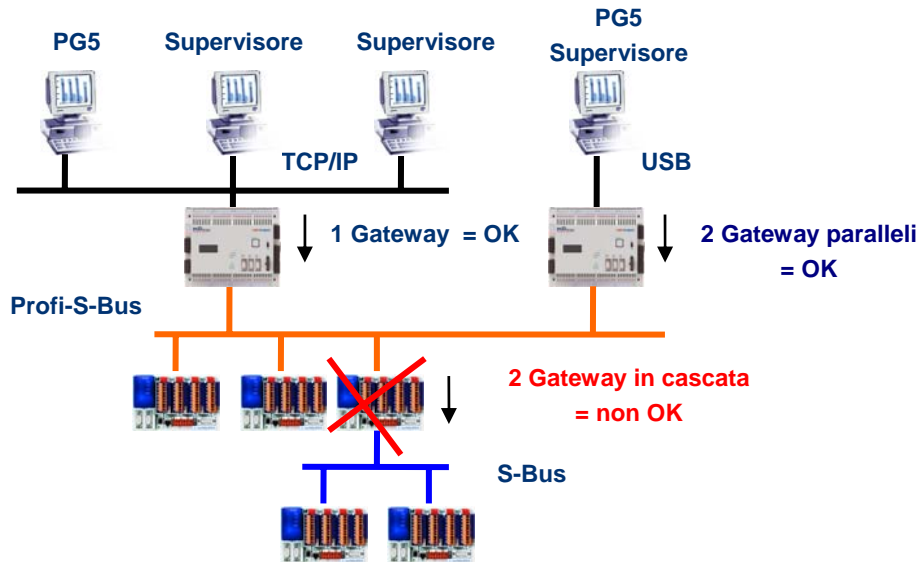 PG5
Supervisore
Supervisore
PG5
Supervisore
TCP/IP
USB
1 Gateway = OK
2 Gateway paralleli
= OK
Profi-S-Bus
2 Gateway in cascata
= non OK
S-Bus